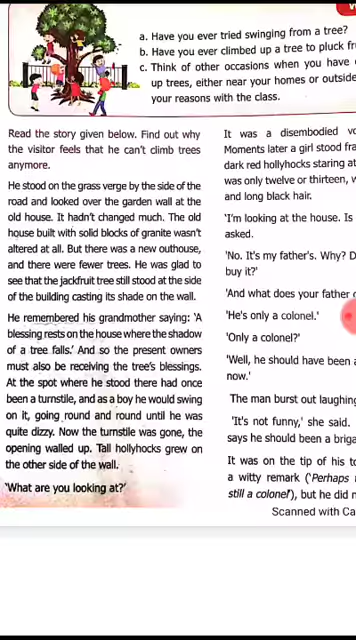 a. Have you ever tried swinging from a tree?
b. Have you ever climbed up a tree to pluck
c. Think of other occasions when you have
up trees, either near your homes or outside
your reasons with the class.
Read the story given below. Find out why
the visitor feels that he can't climb trees
anymore.
He stood on the grass verge by the side of the
road and looked over the garden wall at the
old house. It hadn't changed much. The old
house built with solid blocks of granite wasn't
altered at all. But there was a new outhouse,
and there were fewer trees. He was glad to
see that the jackfruit tree still stood at the side
of the building casting its shade on the wall.
He remembered his grandmother saying: 'A
blessing rests on the house where the shadow
of a tree falls.' And so the present owners
must also be receiving the tree's blessings.
At the spot where he stood there had once
been a turnstile, and as a boy he would swing
on it, going round and round until he was
quite dizzy. Now the turnstile was gone, the
opening walled up. Tall hollyhocks grew on
the other side of the wall.
'What are you looking at?'
It was a disembodied
Moments later a girl stood
dark red hollyhocks staring at
was only twelve or thirteen,
and long black hair.
'I'm looking at the house. Is
asked.
'No. It's my father's. Why?
buy it?'
'And what does your father
'He's only a colonel.'
'Only a colonel?'
'Well, he should have been
now.'
The man burst out laughing
'It's not funny,' she said.
says he should been a
It was on the tip of his
a witty remark ('Perhaps
still a colonel'), but he did
Scanned with